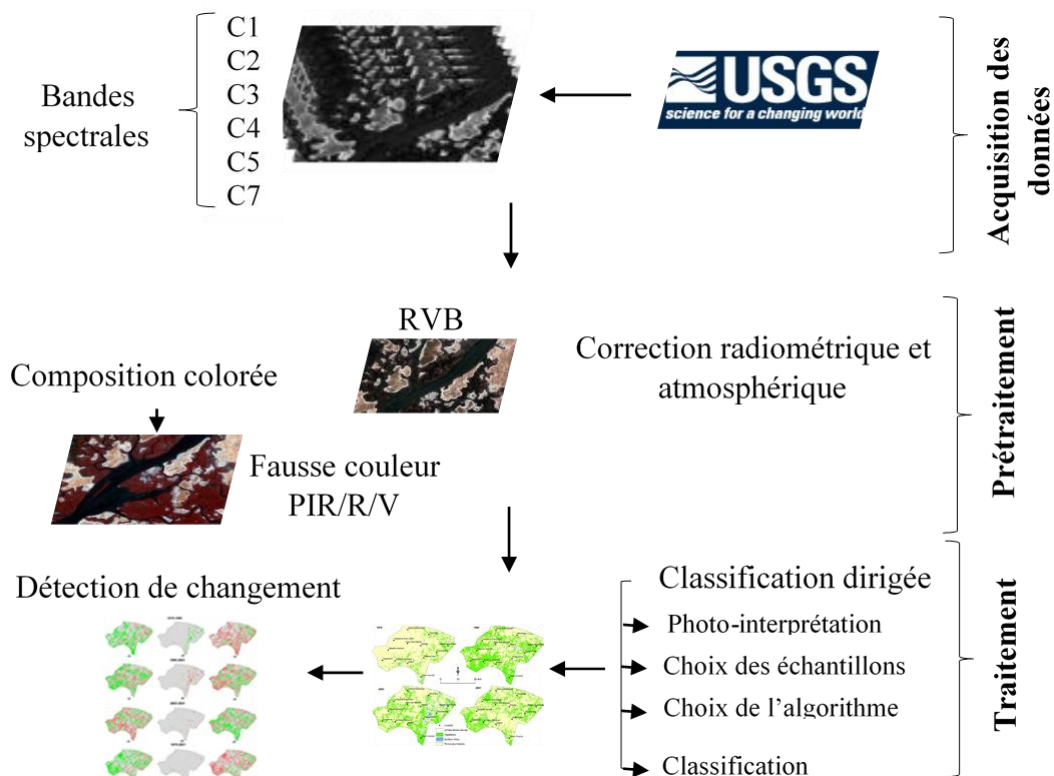 C1
C2
C3
C4
C5
C7
Bandes
spectrales
USGS
science for a changing world
Acquisition des
données
RVB
Correction radiométrique et
atmosphérique
Composition colorée
Fausse couleur
PIR/R/V
Prétraitement
Détection de changement
Classification dirigée
Photo-interprétation
Choix des échantillons
Choix de l’algorithme
Classification
Traitement